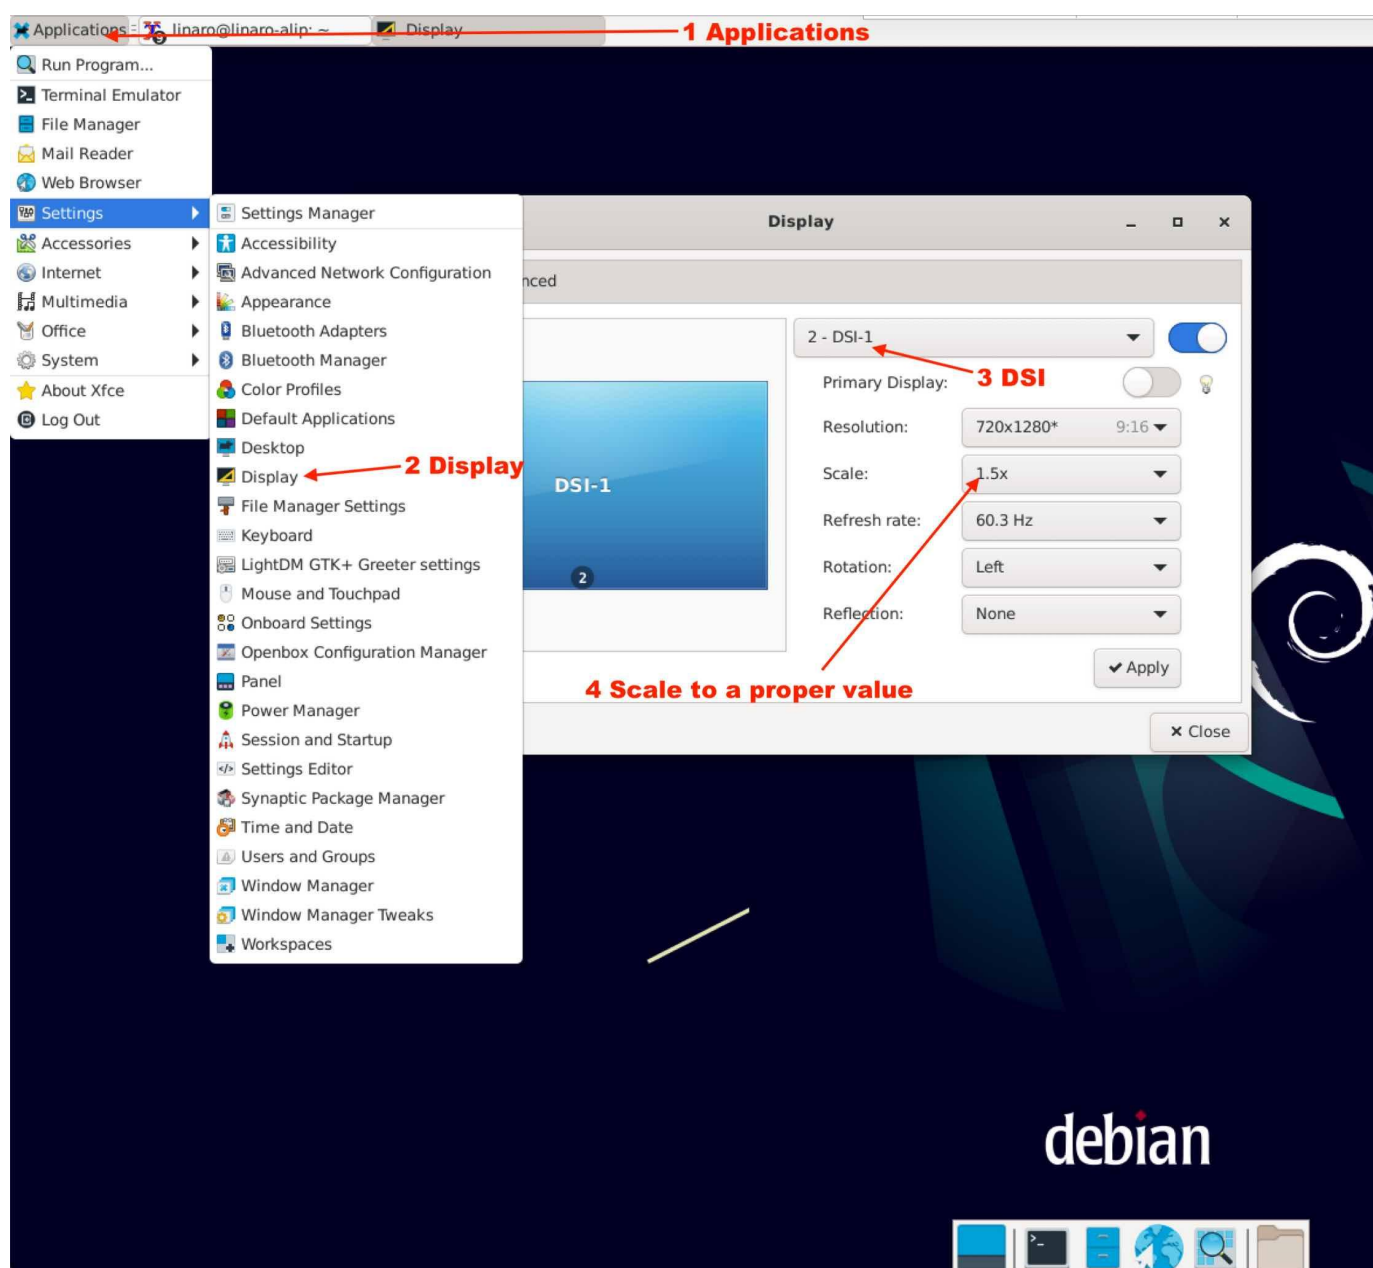 Applications
linaro@linaro-alip: ~
Display
1 Applications
Run Program...
Terminal Emulator
File Manager
Mail Reader
Web Browser
Settings
Accessories
Internet
Multimedia
Office
System
About Xfce
Log Out
Settings Manager
Accessibility
Advanced Network Configuration
Appearance
Bluetooth Adapters
Bluetooth Manager
Color Profiles
Default Applications
Desktop
Display
File Manager Settings
Keyboard
LightDM GTK+ Greeter settings
Mouse and Touchpad
Onboard Settings
Openbox Configuration Manager
Panel
Power Manager
Session and Startup
Settings Editor
Synaptic Package Manager
Time and Date
Users and Groups
Window Manager
Window Manager Tweaks
Workspaces
2 Display
Display
nced
DSI-1
2
2 - DSI-1
3 DSI
Primary Display:
Resolution: 720x1280* 9:16
Scale: 1.5x
Refresh rate: 60.3 Hz
Rotation: Left
Reflection: None
Apply
4 Scale to a proper value
Close
debian